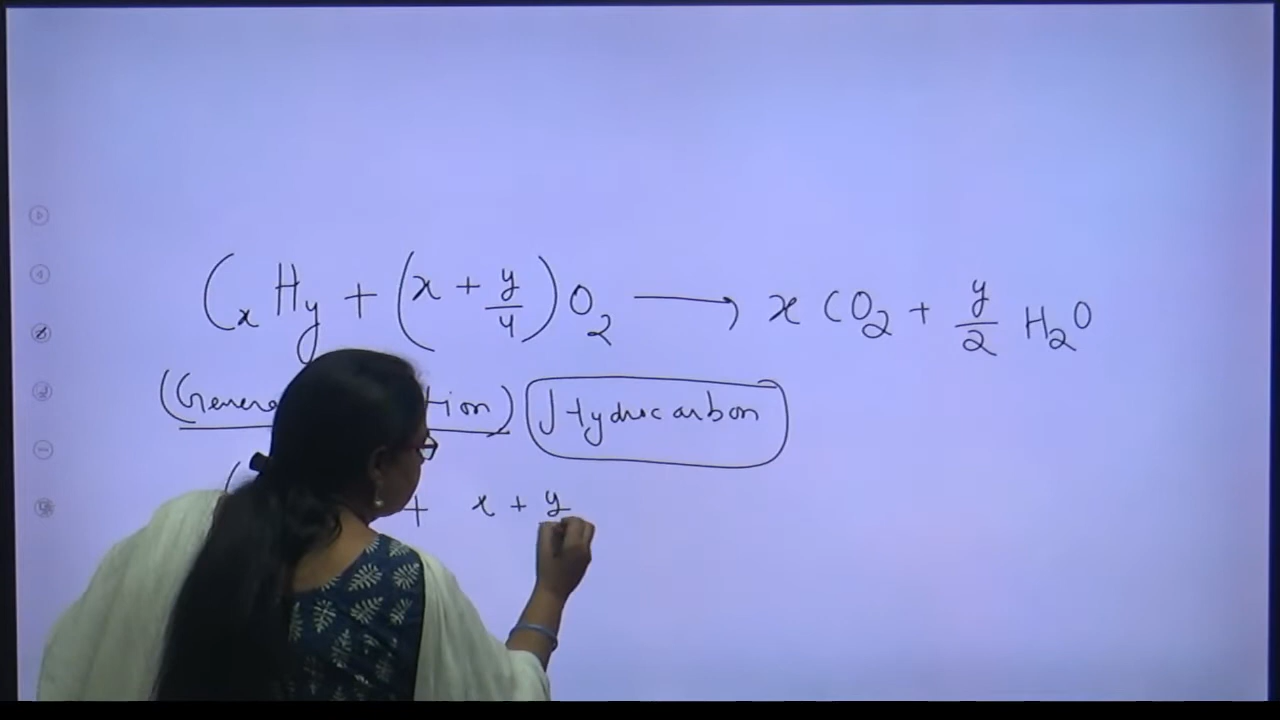 CxHy + (x + y/4) O2 ⟶ x CO2 + y/2 H2O
Hydrocarbon
+ x + y